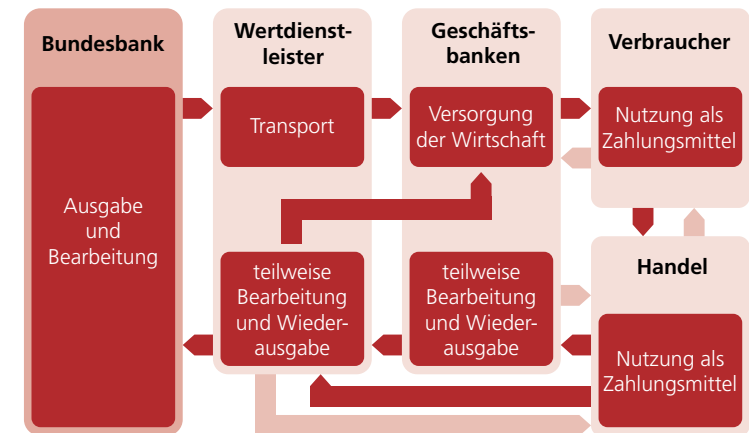 Bundesbank
Ausgabe
und
Bearbeitung
Wertdienst-
leister
Transport
teilweise
Bearbeitung
und Wieder-
ausgabe
Geschäfts-
banken
Versorgung
der Wirtschaft
teilweise
Bearbeitung
und Wieder-
ausgabe
Verbraucher
Nutzung als
Zahlungsmittel
Handel
Nutzung als
Zahlungsmittel